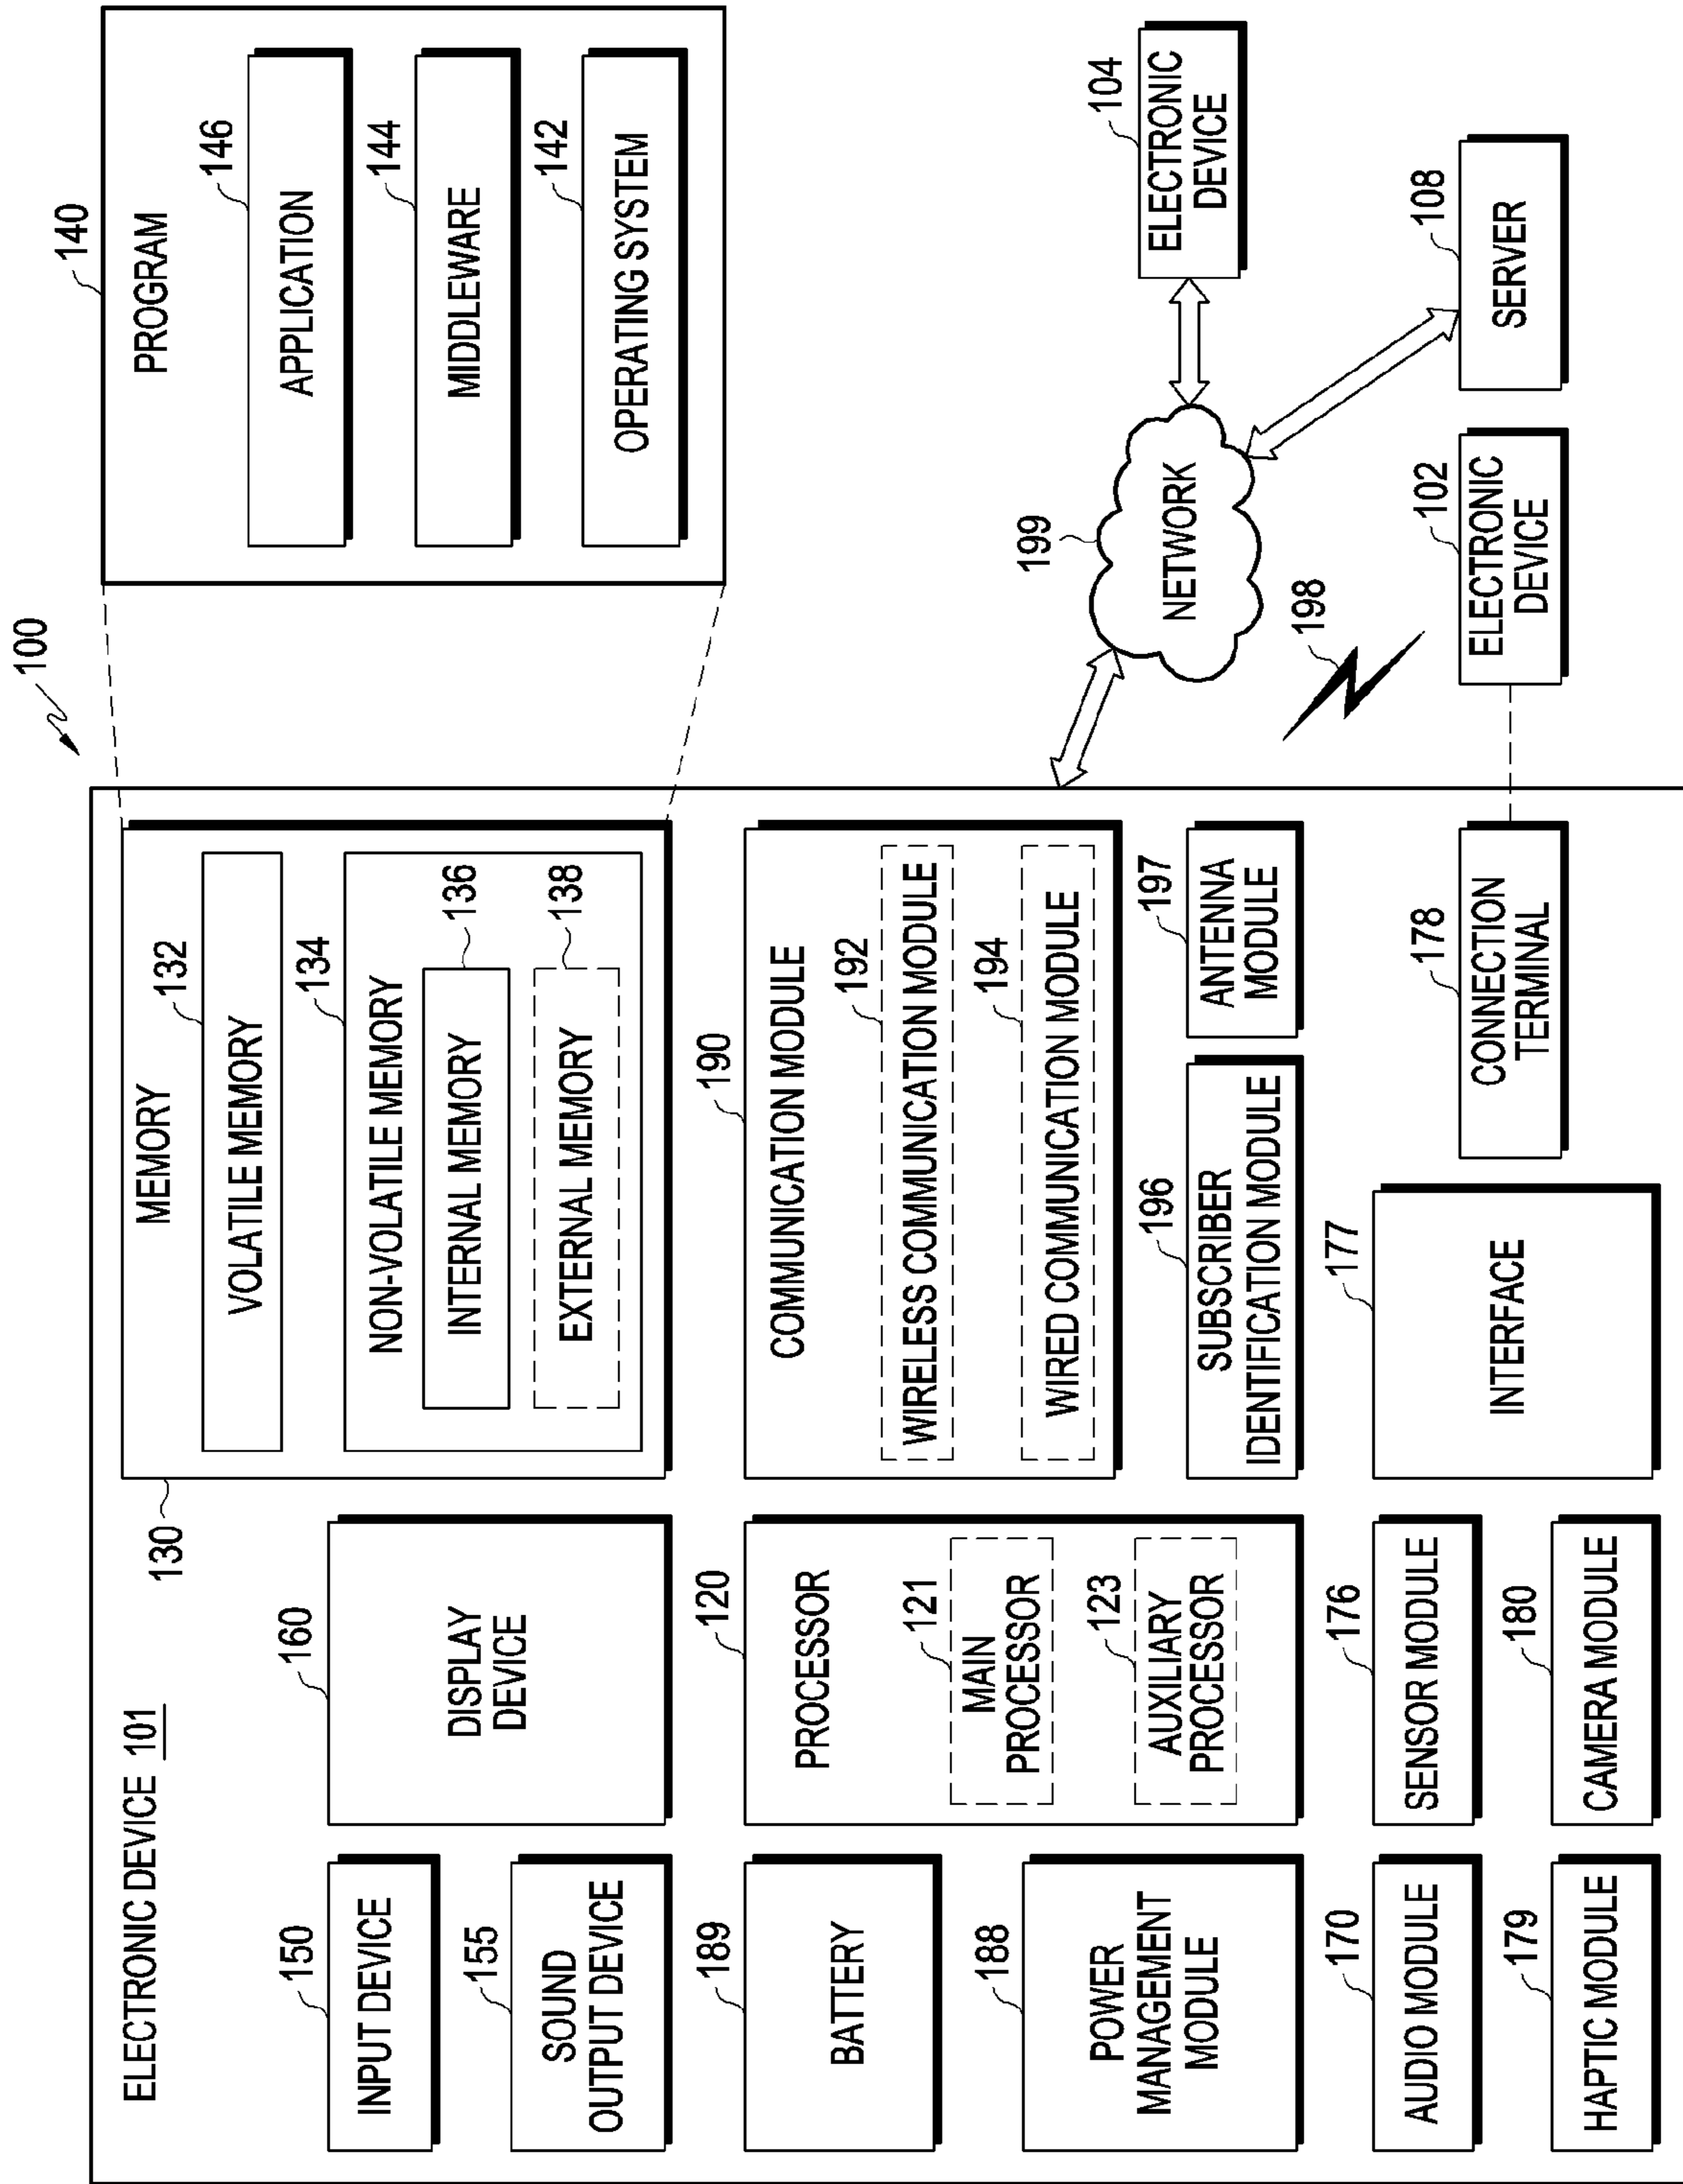 100
ELECTRONIC DEVICE 101
150
INPUT DEVICE
155
SOUND
OUTPUT DEVICE
160
DISPLAY
DEVICE
130
MEMORY
132
VOLATILE MEMORY
134
NON-VOLATILE MEMORY
INTERNAL MEMORY
136
EXTERNAL MEMORY
138
140
PROGRAM
146
APPLICATION
144
MIDDLEWARE
142
OPERATING SYSTEM
189
BATTERY
188
POWER
MANAGEMENT
MODULE
120
PROCESSOR
121
MAIN
PROCESSOR
123
AUXILIARY
PROCESSOR
190
COMMUNICATION MODULE
192
WIRELESS COMMUNICATION MODULE
194
WIRED COMMUNICATION MODULE
196
SUBSCRIBER
IDENTIFICATION MODULE
197
ANTENNA
MODULE
199
NETWORK
104
ELECTRONIC
DEVICE
170
AUDIO MODULE
176
SENSOR MODULE
177
INTERFACE
178
CONNECTION
TERMINAL
198
102
ELECTRONIC
DEVICE
108
SERVER
179
HAPTIC MODULE
180
CAMERA MODULE